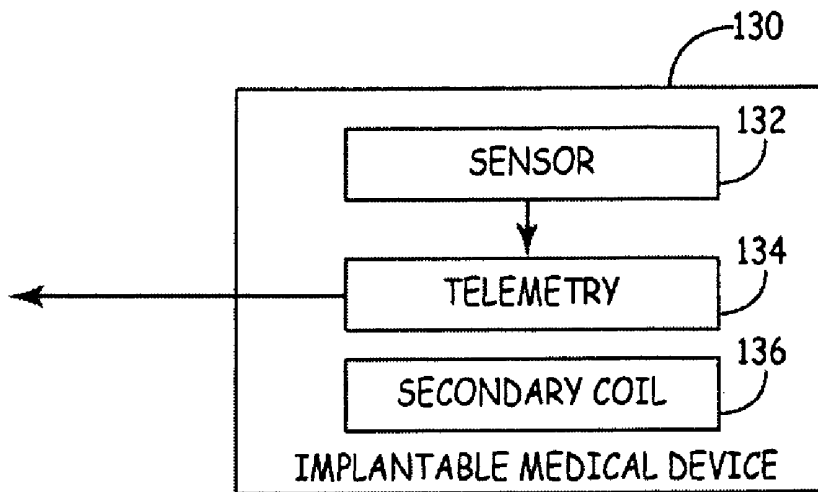 130
132
SENSOR
134
TELEMETRY
136
SECONDARY COIL
IMPLANTABLE MEDICAL DEVICE